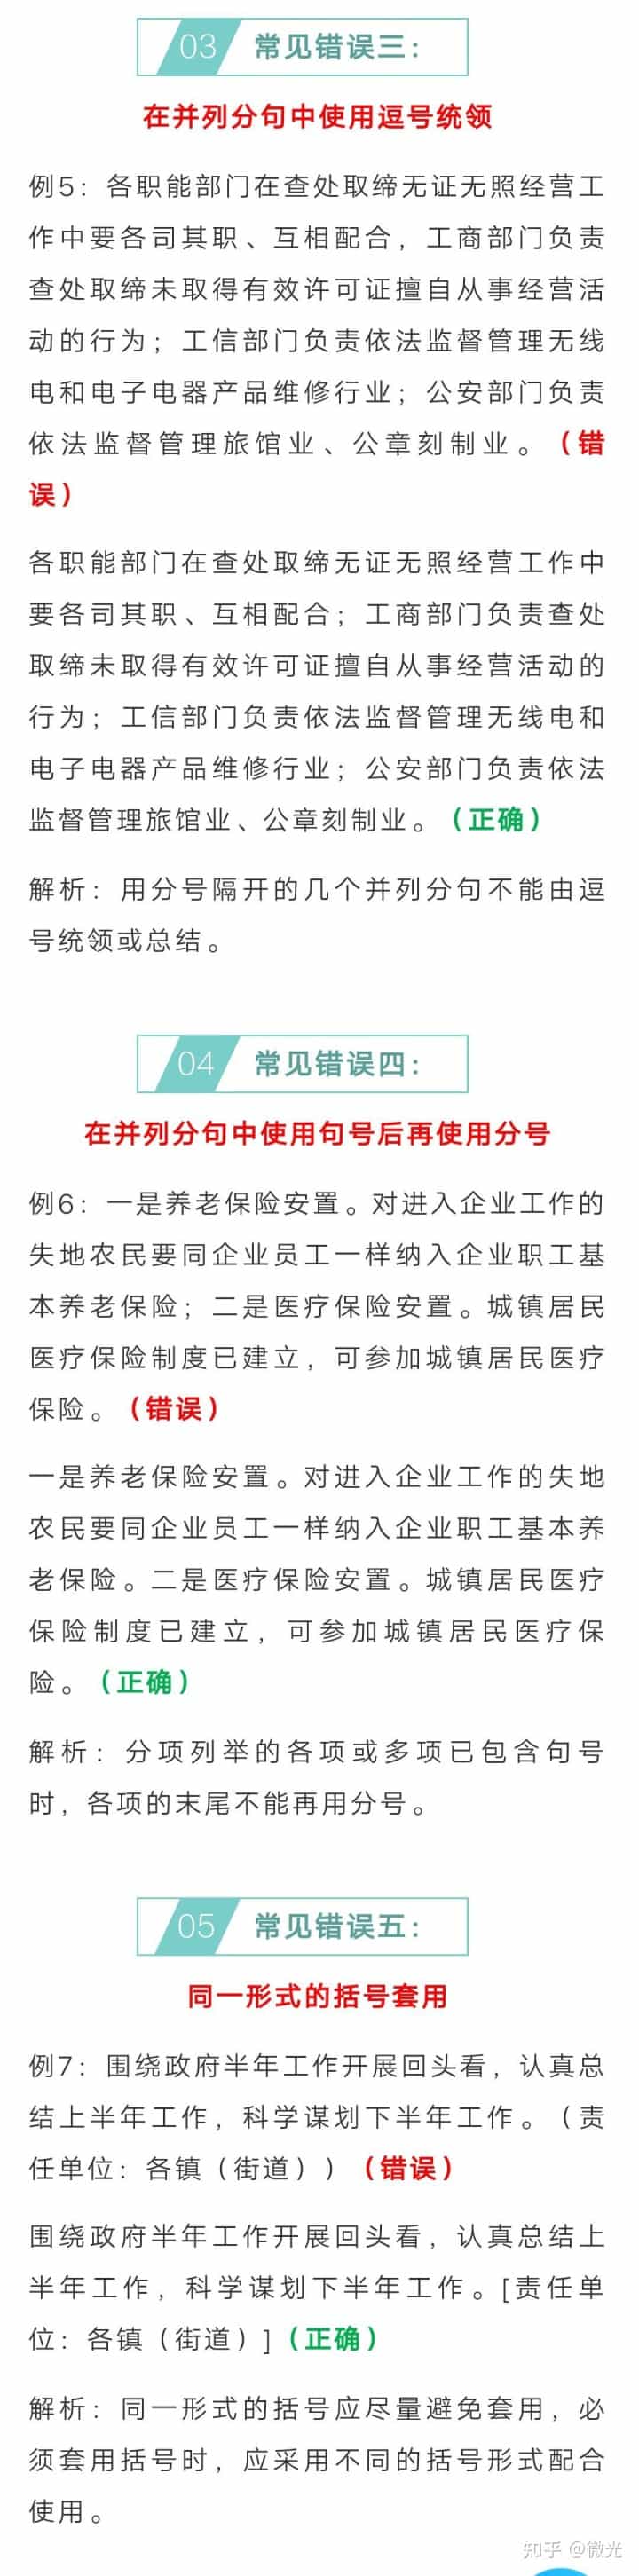 03 常见错误三：
在并列分句中使用逗号统领
例5：各职能部门在查处取缔无证无照经营工
作中要各司其职、互相配合，工商部门负责
查处取缔未取得有效许可证擅自从事经营活
动的行为；工信部门负责依法监督管理无线
电和电子电器产品维修行业；公安部门负责
依法监督管理旅馆业、公章刻制业。（错
误）
各职能部门在查处取缔无证无照经营工作中
要各司其职、互相配合；工商部门负责查处
取缔未取得有效许可证擅自从事经营活动的
行为；工信部门负责依法监督管理无线电和
电子电器产品维修行业；公安部门负责依法
监督管理旅馆业、公章刻制业。（正确）
解析：用分号隔开的几个并列分句不能由逗
号统领或总结。
04 常见错误四：
在并列分句中使用句号后再使用分号
例6：一是养老保险安置。对进入企业工作的
失地农民要同企业员工一样纳入企业职工基
本养老保险；二是医疗保险安置。城镇居民
医疗保险制度已建立，可参加城镇居民医疗
保险。（错误）
一是养老保险安置。对进入企业工作的失地
农民要同企业员工一样纳入企业职工基本养
老保险。二是医疗保险安置。城镇居民医疗
保险制度已建立，可参加城镇居民医疗保
险。（正确）
解析：分项列举的各项或多项已包含句号
时，各项的末尾不能再用分号。
05 常见错误五：
同一形式的括号套用
例7：围绕政府半年工作开展回头看，认真总
结上半年工作，科学谋划下半年工作。（责
任单位：各镇（街道））（错误）
围绕政府半年工作开展回头看，认真总结上
半年工作，科学谋划下半年工作。[责任单
位：各镇（街道）]（正确）
解析：同一形式的括号应尽量避免套用，必
须套用括号时，应采用不同的括号形式配合
使用。
知乎 @微光